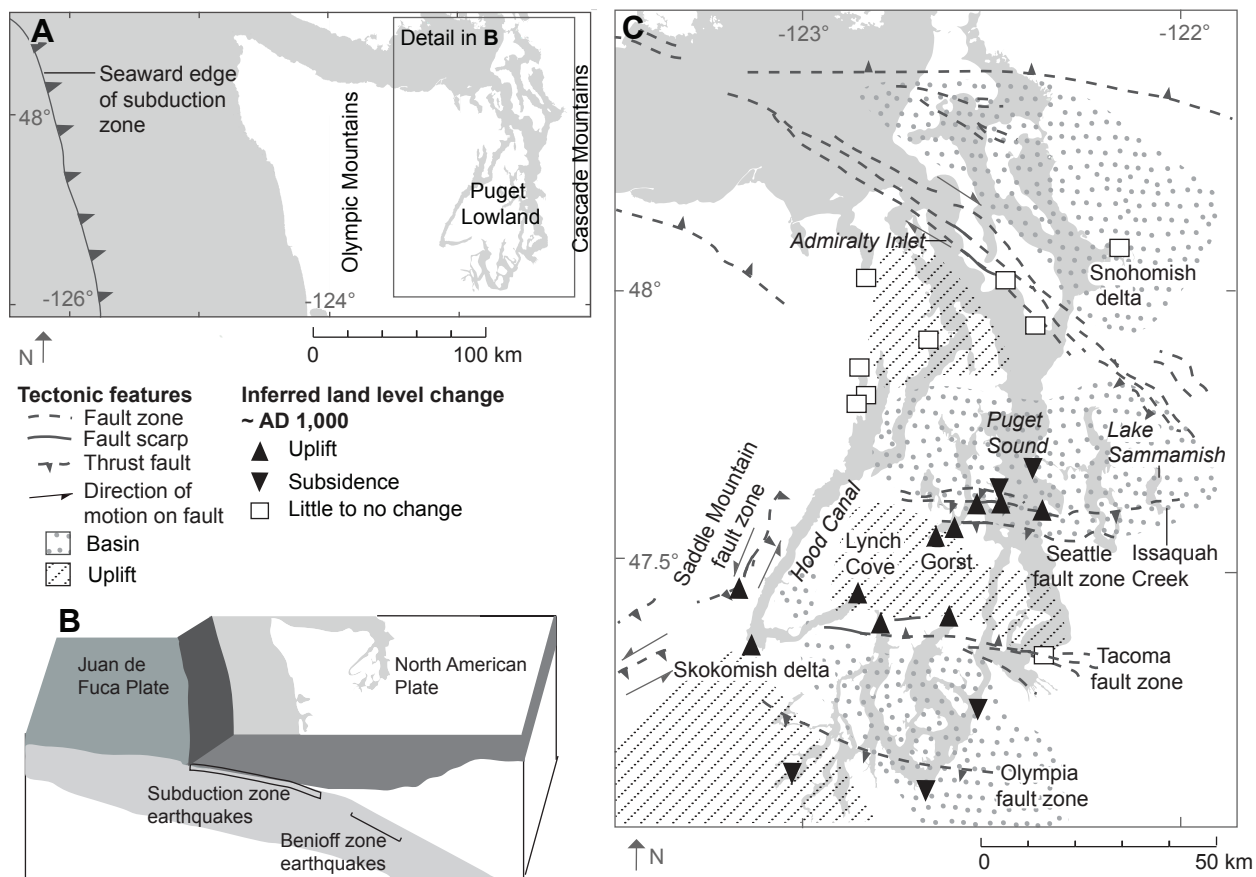 A
Detail in B
Seaward edge
of subduction
zone
48°
Olympic Mountains
Cascade Mountains
Puget
Lowland
-126°
-124°
N
0
100 km
Tectonic features
Fault zone
Fault scarp
Thrust fault
Direction of
motion on fault
Basin
Uplift
Inferred land level change
~ AD 1,000
Uplift
Subsidence
Little to no change
B
Juan de
Fuca Plate
North American
Plate
Subduction zone
earthquakes
Benioff zone
earthquakes
C
-123°
-122°
Admiralty Inlet
Snohomish
delta
48°
Puget
Sound
Lake
Sammamish
Saddle Mountain
fault zone
Hood Canal
Lynch
Cove
Gorst
47.5°
Seattle
fault zone
Issaquah
Creek
Skokomish delta
Tacoma
fault zone
Olympia
fault zone
N
0
50 km